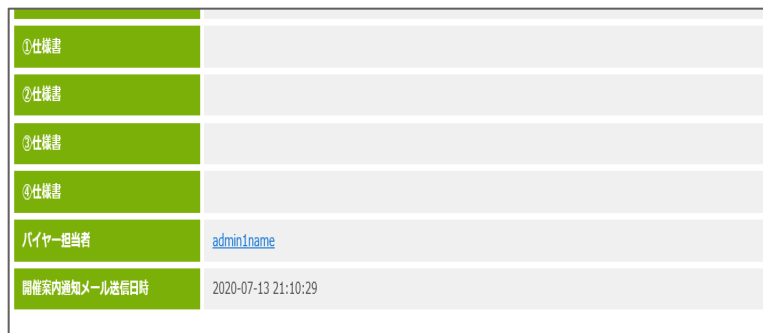 ①仕様書
②仕様書
③仕様書
④仕様書
バイヤー担当者 admin1name
開催案内通知メール送信日時 2020-07-13 21:10:29